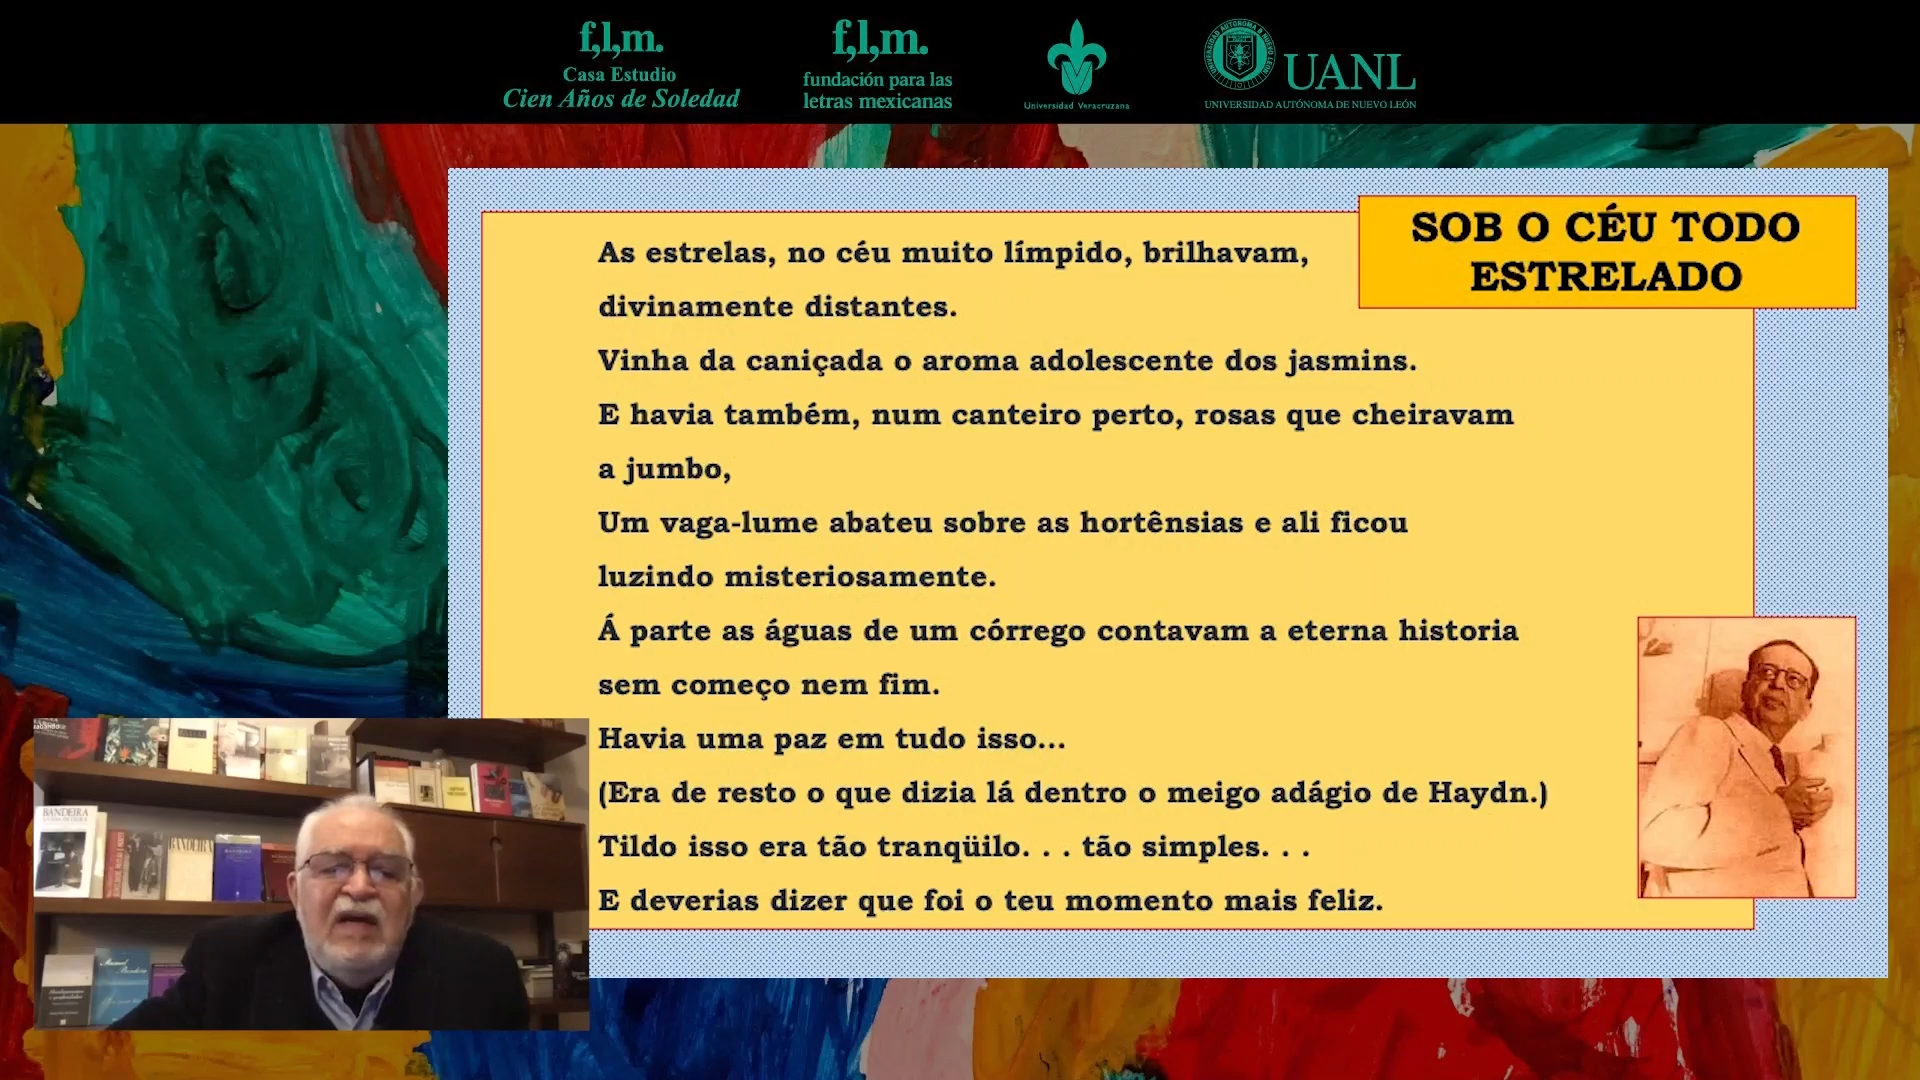 f,l,m.
Casa Estudio
Cien Años de Soledad
f,l,m.
fundación para las
letras mexicanas
Universidad Veracruzana
UANL
UNIVERSIDAD AUTÓNOMA DE NUEVO LEÓN
SOB O CÉU TODO
ESTRELADO
As estrelas, no céu muito límpido, brilhavam,
divinamente distantes.
Vinha da caniçada o aroma adolescente dos jasmins.
E havia também, num canteiro perto, rosas que cheiravam
a jumbo,
Um vaga-lume abateu sobre as hortênsias e ali ficou
luzindo misteriosamente.
Á parte as águas de um córrego contavam a eterna historia
sem começo nem fim.
Havia uma paz em tudo isso...
(Era de resto o que dizia lá dentro o meigo adágio de Haydn.)
Tildo isso era tão tranqüilo. . . tão simples. . .
E deverias dizer que foi o teu momento mais feliz.
BANDEIRA
BANDEIRA
Manuel
Bandeira